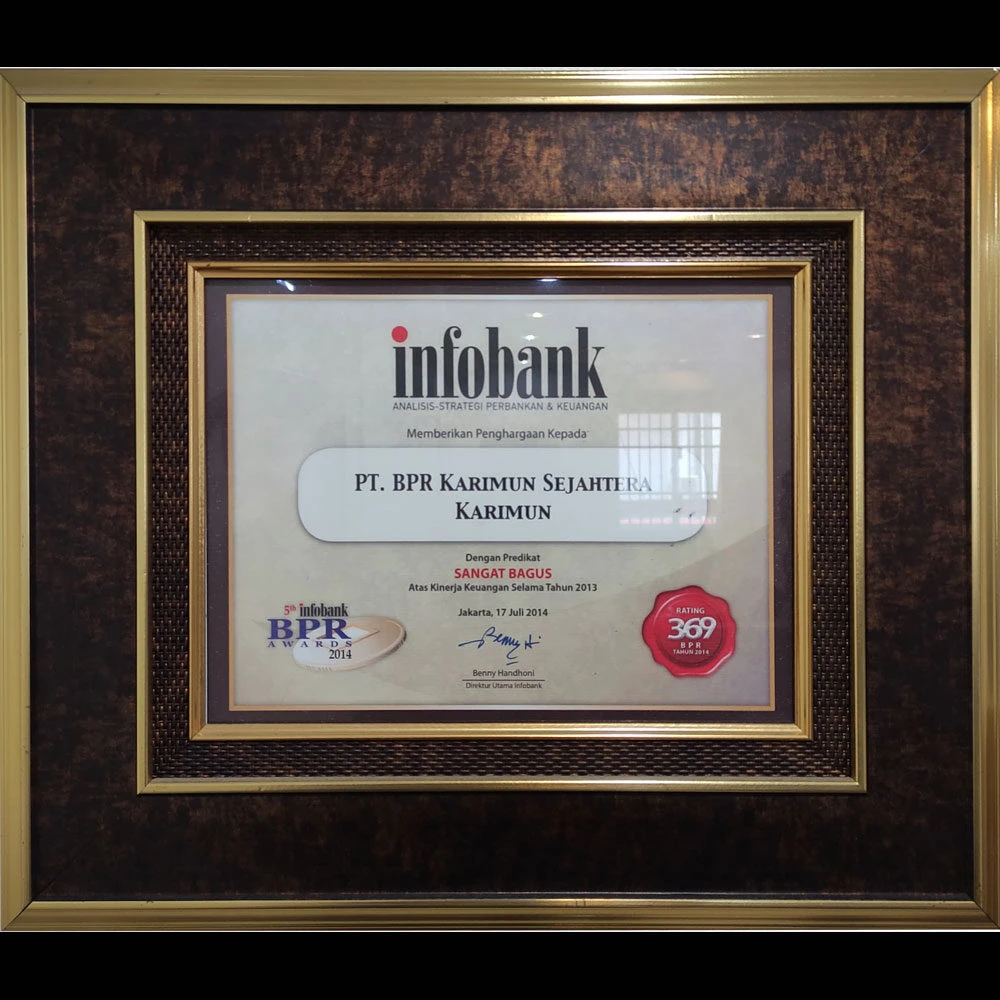 infobank
ANALISIS-STRATEGI PERBANKAN & KEUANGAN
Memberikan Penghargaan Kepada
PT. BPR KARIMUN SEJAHTERA
KARIMUN
Dengan Predikat
SANGAT BAGUS
Atas Kinerja Keuangan Selama Tahun 2013
Jakarta, 17 Juli 2014
5th infobank
BPR
AWARDS
2014
Benny H
Benny Handhoni
Direktur Utama Infobank
RATING
369
BPR
TAHUN 2014